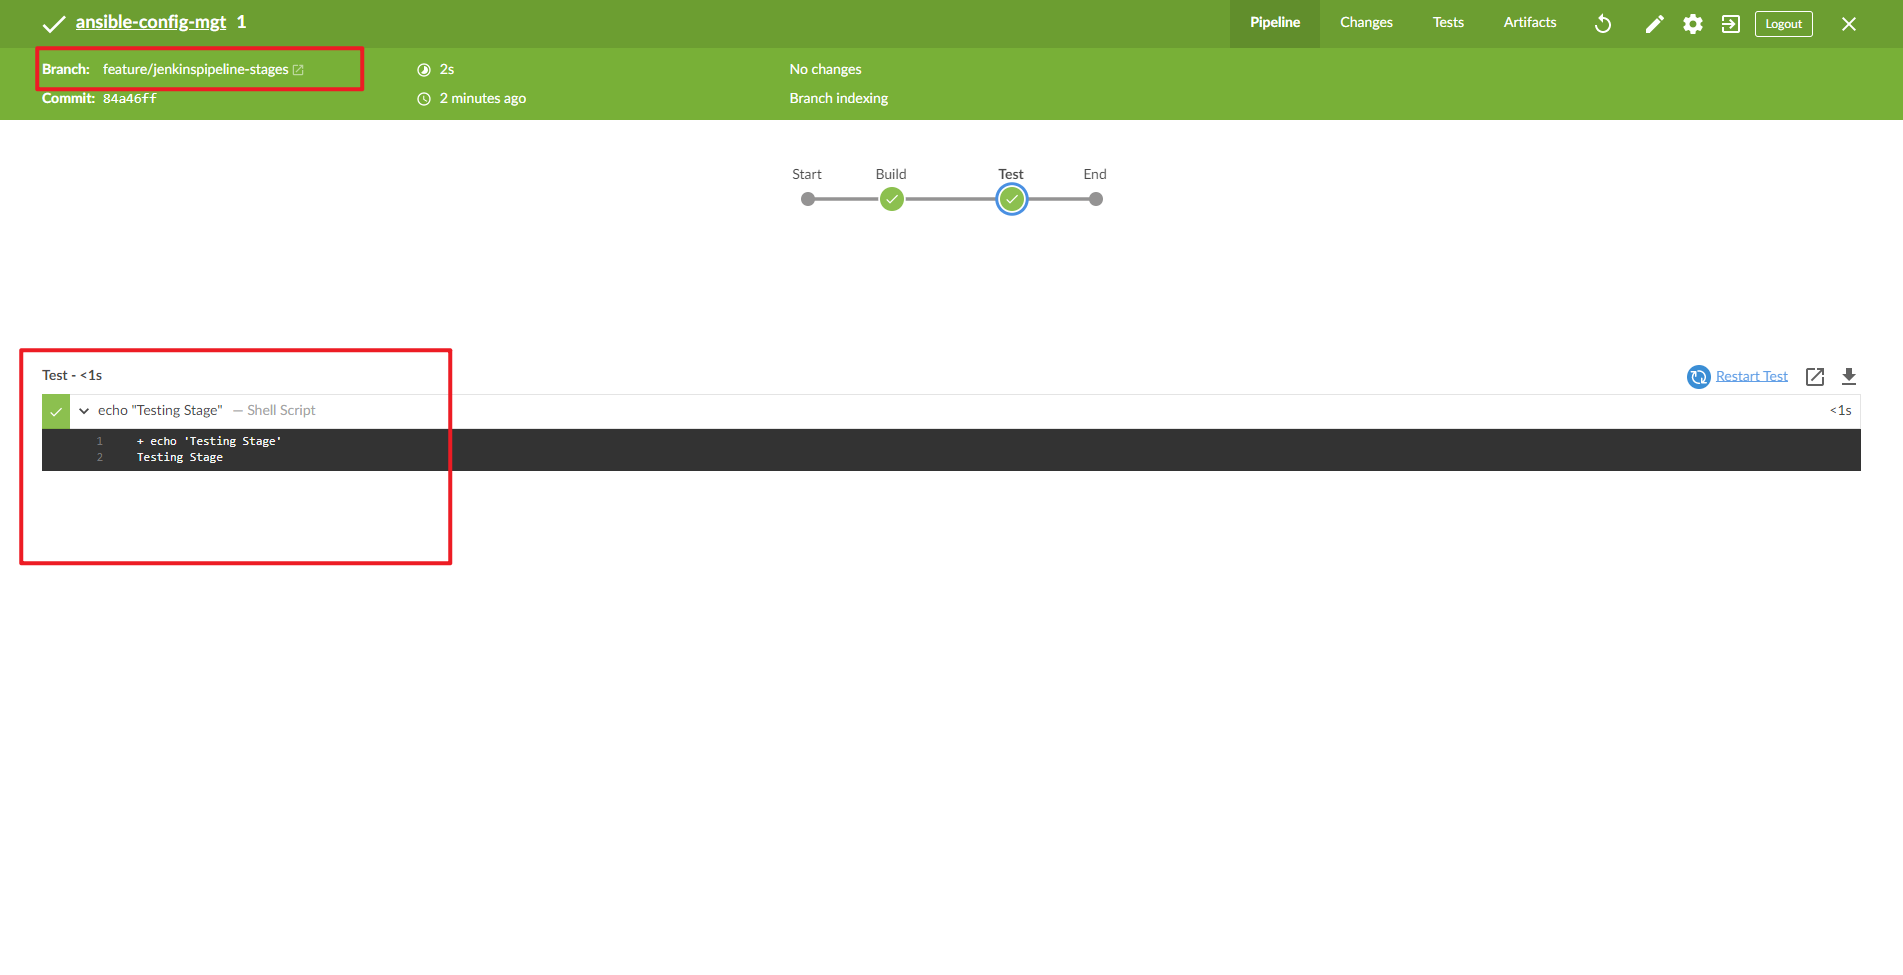 ansible-config-mgt 1
Pipeline Changes Tests Artifacts Logout
Branch: feature/jenkinspipeline-stages 2s No changes
Commit: 84a46ff 2 minutes ago Branch indexing
Start Build Test End
Test - <1s Restart Test
echo "Testing Stage" — Shell Script <1s
1 + echo 'Testing Stage'
2 Testing Stage